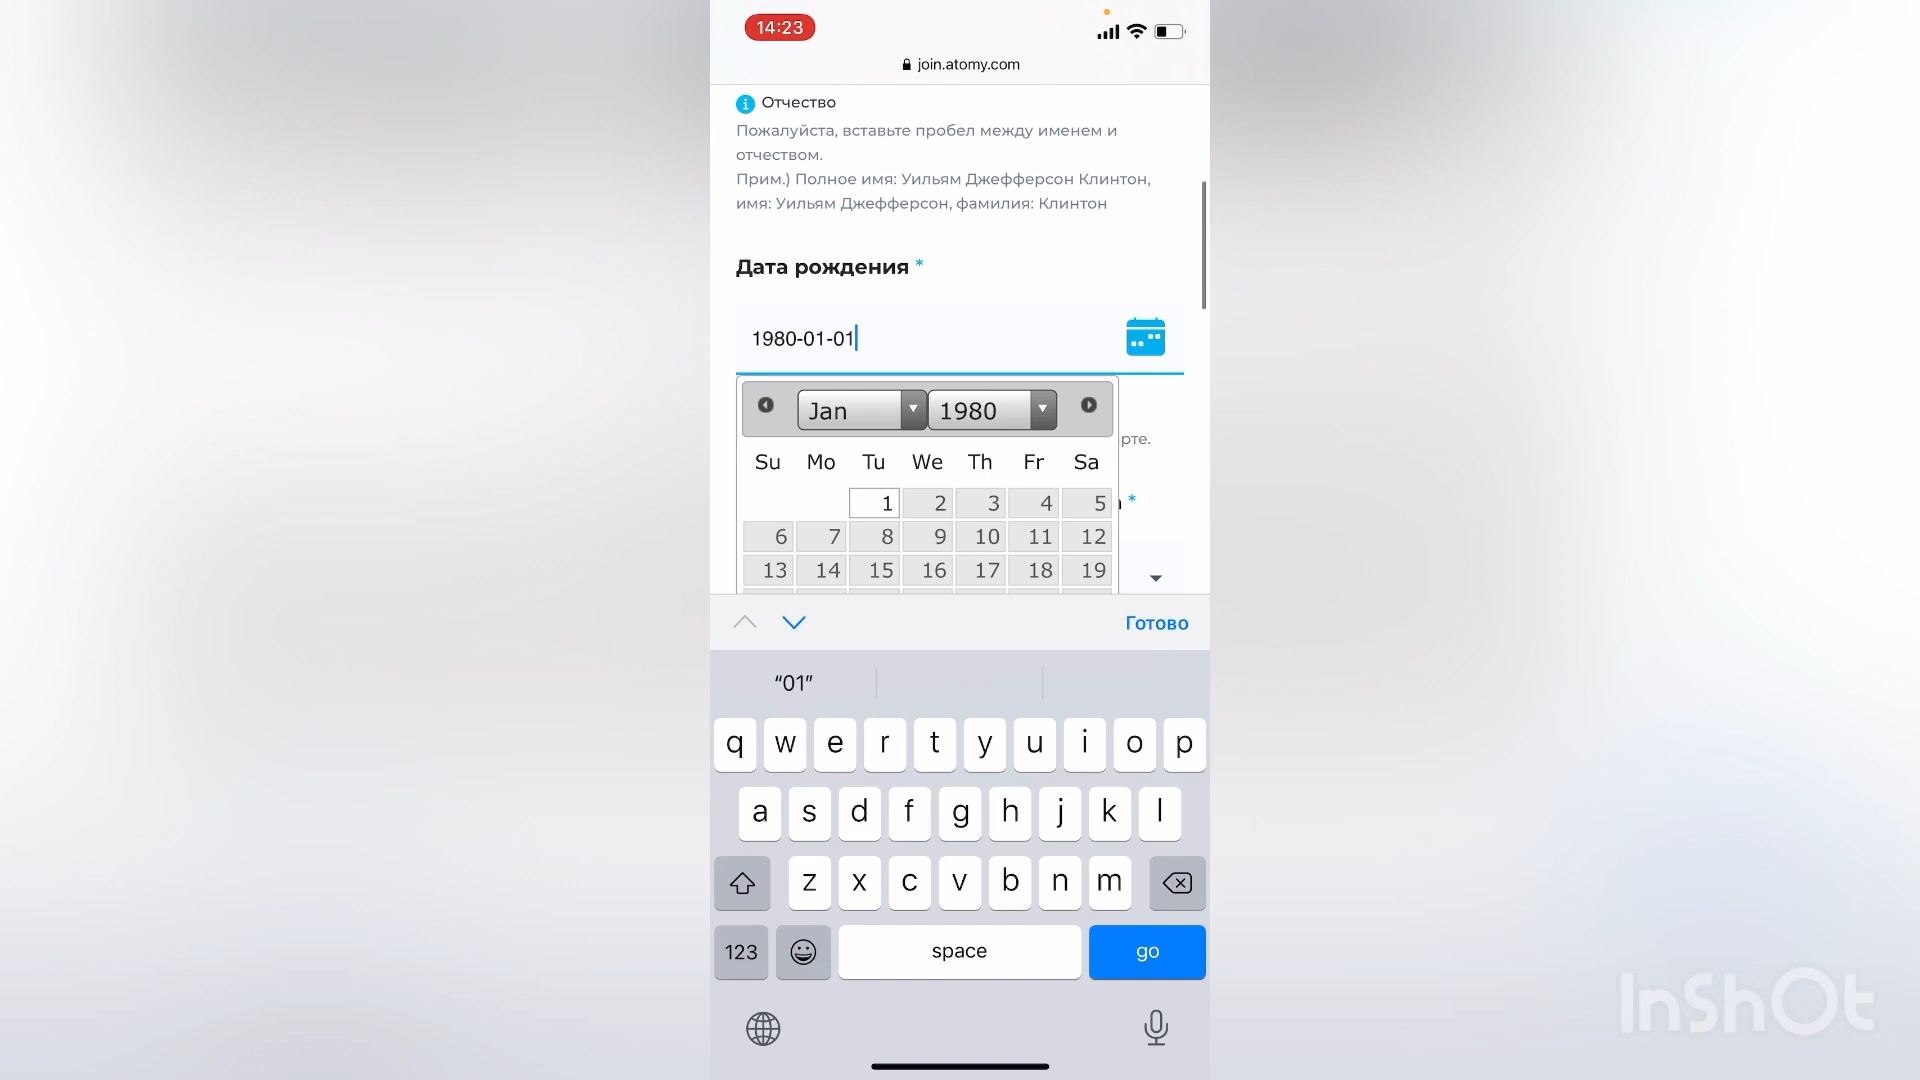 14:23
join.atomy.com
Отчество
Пожалуйста, вставьте пробел между именем и
отчеством.
Прим.) Полное имя: Уильям Джефферсон Клинтон,
имя: Уильям Джефферсон, фамилия: Клинтон
Дата рождения *
1980-01-01
Jan 1980
рте.
Su Mo Tu We Th Fr Sa
1 2 3 4 5
*
6 7 8 9 10 11 12
13 14 15 16 17 18 19
Готово
“01”
q w e r t y u i o p
a s d f g h j k l
z x c v b n m
123 space go
InShOt